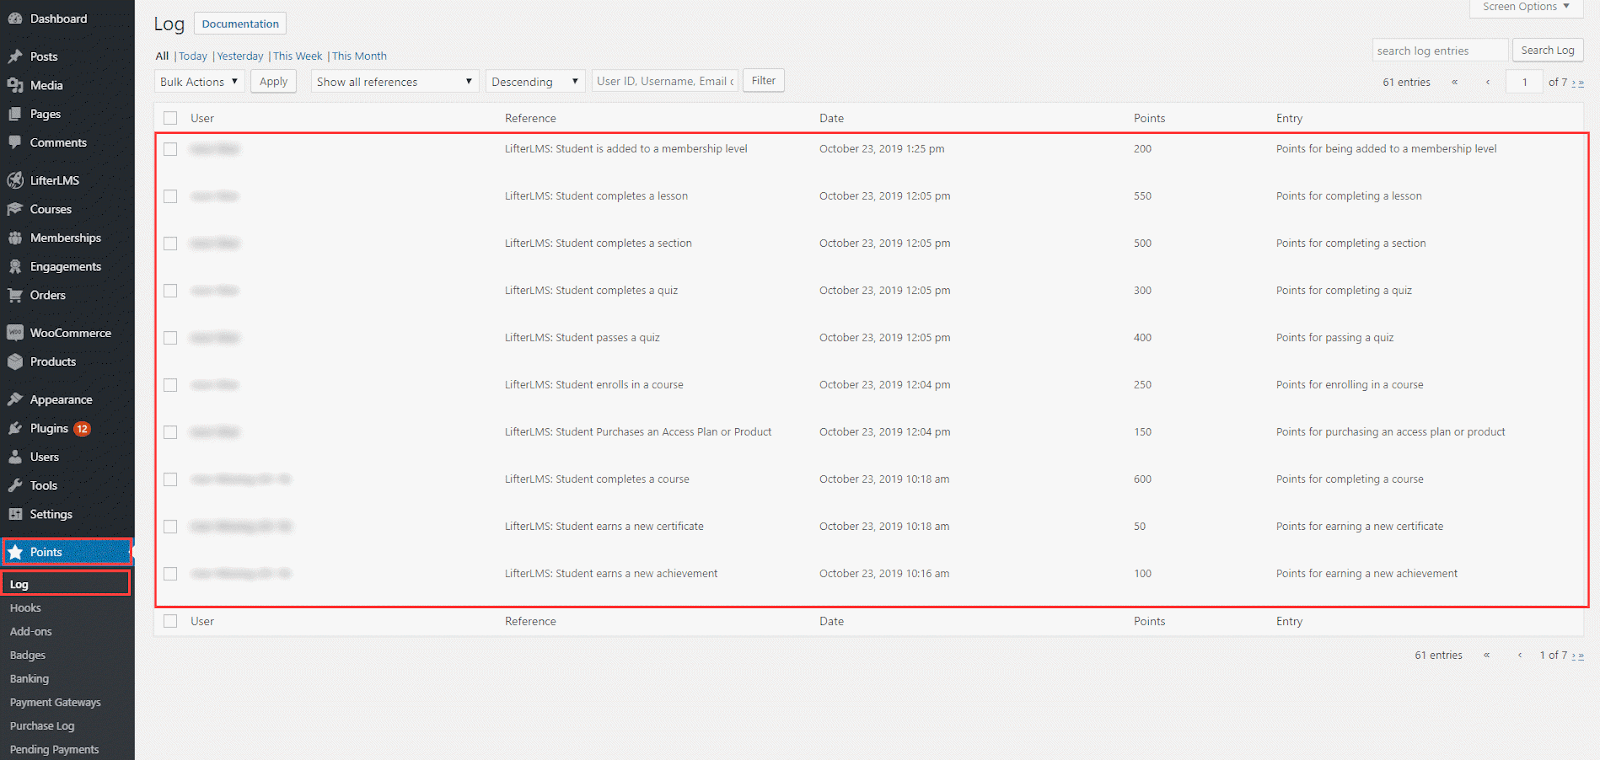 Dashboard
Posts
Media
Pages
Comments
LifterLMS
Courses
Memberships
Engagements
Orders
WooCommerce
Products
Appearance
Plugins 12
Users
Tools
Settings
Points
Log
Hooks
Add-ons
Badges
Banking
Payment Gateways
Purchase Log
Pending Payments
Screen Options ▼
Log Documentation
All | Today | Yesterday | This Week | This Month
search log entries Search Log
Bulk Actions ▼ Apply Show all references ▼ Descending ▼ User ID, Username, Email Filter 61 entries « ‹ 1 of 7 › »
User Reference Date Points Entry
LifterLMS: Student is added to a membership level October 23, 2019 1:25 pm 200 Points for being added to a membership level
LifterLMS: Student completes a lesson October 23, 2019 12:05 pm 550 Points for completing a lesson
LifterLMS: Student completes a section October 23, 2019 12:05 pm 500 Points for completing a section
LifterLMS: Student completes a quiz October 23, 2019 12:05 pm 300 Points for completing a quiz
LifterLMS: Student passes a quiz October 23, 2019 12:05 pm 400 Points for passing a quiz
LifterLMS: Student enrolls in a course October 23, 2019 12:04 pm 250 Points for enrolling in a course
LifterLMS: Student Purchases an Access Plan or Product October 23, 2019 12:04 pm 150 Points for purchasing an access plan or product
LifterLMS: Student completes a course October 23, 2019 10:18 am 600 Points for completing a course
LifterLMS: Student earns a new certificate October 23, 2019 10:18 am 50 Points for earning a new certificate
LifterLMS: Student earns a new achievement October 23, 2019 10:16 am 100 Points for earning a new achievement
User Reference Date Points Entry
61 entries « ‹ 1 of 7 › »